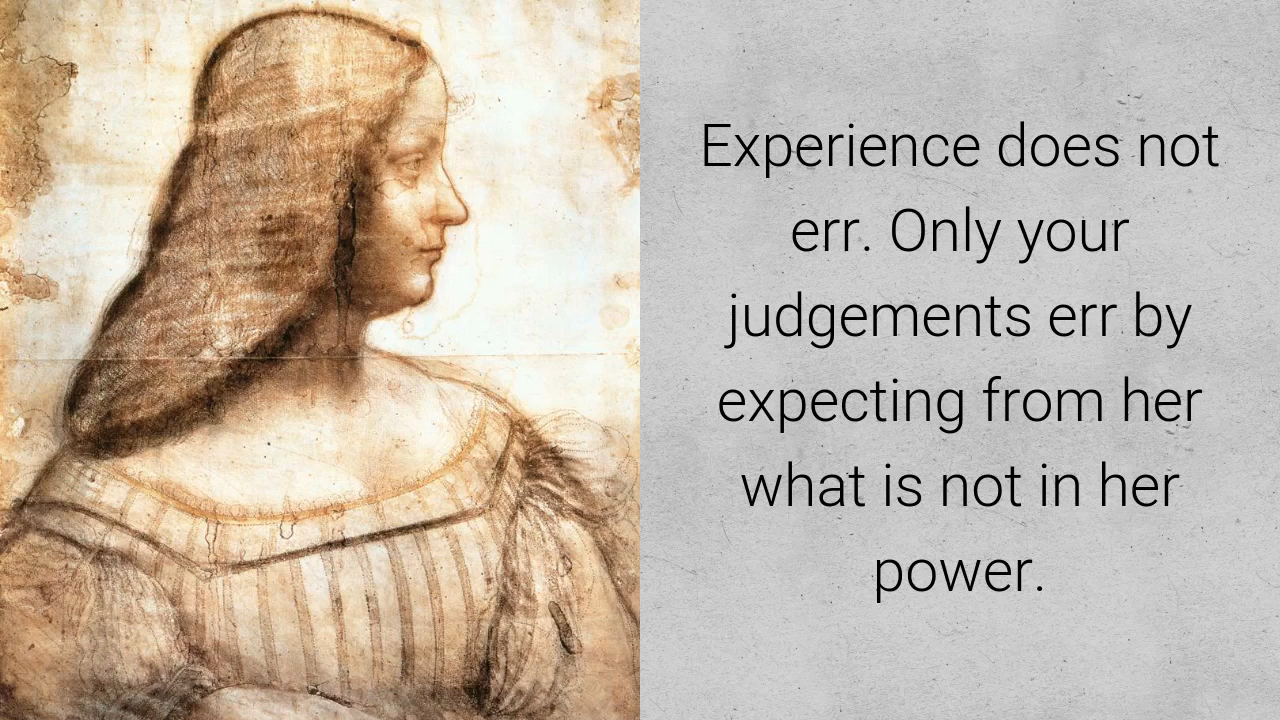 Experience does not
err. Only your
judgements err by
expecting from her
what is not in her
power.